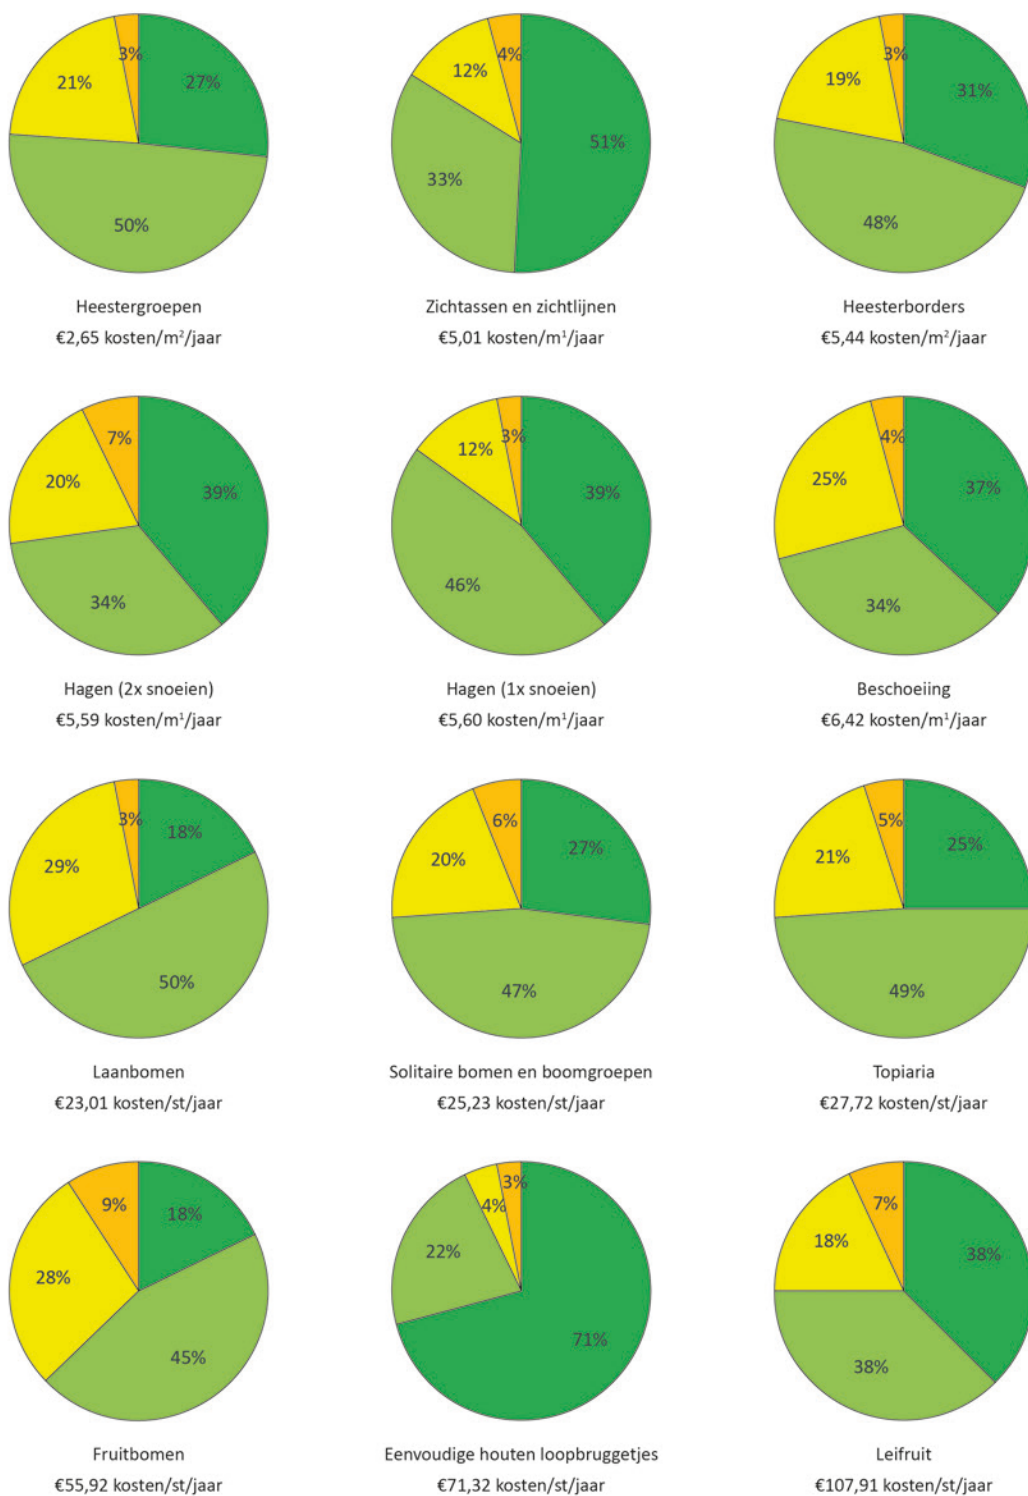 3%
27%
21%
50%
Heestergroepen
€2,65 kosten/m²/jaar
4%
12%
51%
33%
Zichtassen en zichtlijnen
€5,01 kosten/m¹/jaar
3%
19%
31%
48%
Heesterborders
€5,44 kosten/m²/jaar
7%
20%
39%
34%
Hagen (2x snoeien)
€5,59 kosten/m¹/jaar
3%
12%
39%
46%
Hagen (1x snoeien)
€5,60 kosten/m¹/jaar
4%
25%
37%
34%
Beschoeiing
€6,42 kosten/m¹/jaar
3%
18%
29%
50%
Laanbomen
€23,01 kosten/st/jaar
6%
27%
20%
47%
Solitaire bomen en boomgroepen
€25,23 kosten/st/jaar
5%
25%
21%
49%
Topiaria
€27,72 kosten/st/jaar
9%
18%
28%
45%
Fruitbomen
€55,92 kosten/st/jaar
3%
4%
22%
71%
Eenvoudige houten loopbruggetjes
€71,32 kosten/st/jaar
7%
18%
38%
38%
Leifruit
€107,91 kosten/st/jaar